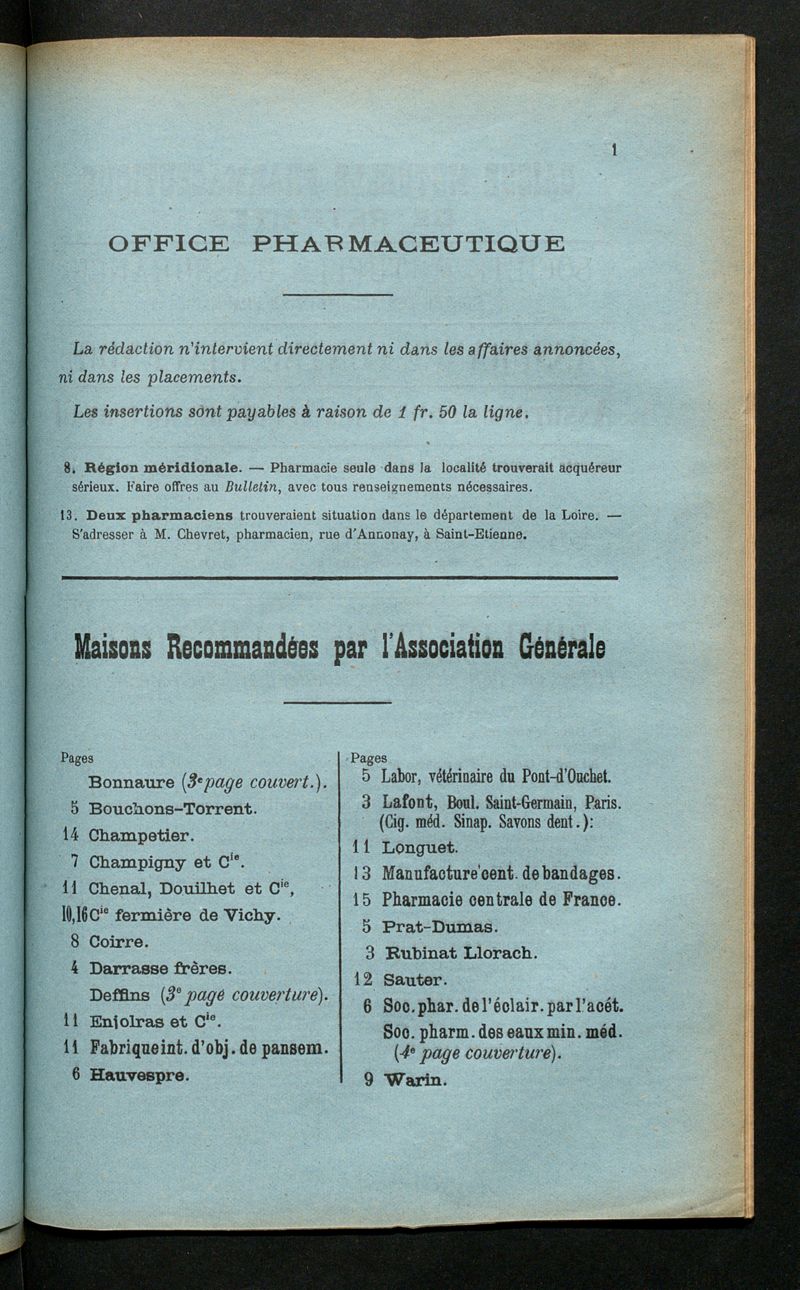 1
OFFICE PHARMACEUTIQUE
La rédaction n'intervient directement ni dans les affaires annoncées,
ni dans les placements.
Les insertions sont payables à raison de 1 fr. 50 la ligne.
8. Région méridionale. — Pharmacie seule dans la localité trouverait acquéreur
sérieux. Faire offres au Bulletin, avec tous renseignements nécessaires.
13. Deux pharmaciens trouveraient situation dans le département de la Loire. —
S'adresser à M. Chevret, pharmacien, rue d'Annonay, à Saint-Etienne.
Maisons Recommandées par l'Association Générale
Pages
Bonnaure (3e page couvert.).
5 Bouchons-Torrent.
14 Champetier.
7 Champigny et Cie.
11 Chenal, Douilhet et Cie,
10,16 Cie fermière de Vichy.
8 Coirre.
4 Darrasse frères.
Deffins (3e page couverture).
11 Enjolras et Cie.
11 Fabrique int. d'obj. de pansem.
6 Hauvespre.
Pages
5 Labor, vétérinaire du Pont-d'Ouchet.
3 Lafont, Boul. Saint-Germain, Paris.
(Cig. méd. Sinap. Savons dent.):
11 Longuet.
13 Manufacture cent. de bandages.
15 Pharmacie centrale de France.
5 Prat-Dumas.
3 Rubinat Llorach.
12 Sauter.
6 Soc. phar. de l'éclair. par l'acét.
Soc. pharm. des eaux min. méd.
(4e page couverture).
9 Warin.